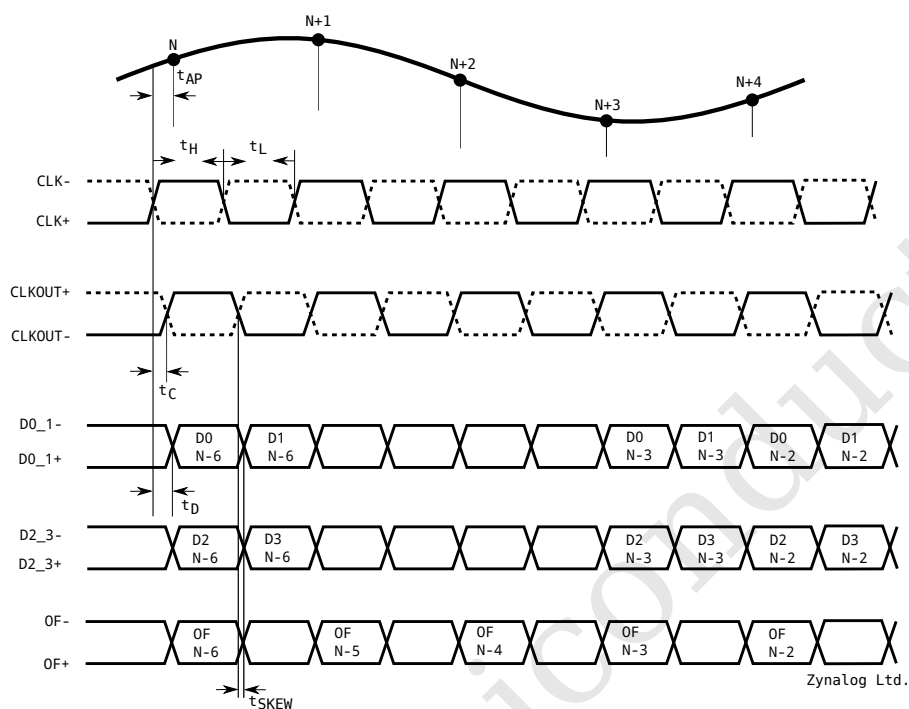 N
N+1
N+2
N+3
N+4
tAP
tH
tL
CLK-
CLK+
CLKOUT+
CLKOUT-
tC
D0_1-
D0_1+
D0
N-6
D1
N-6
D0
N-3
D1
N-3
D0
N-2
D1
N-2
tD
D2_3-
D2_3+
D2
N-6
D3
N-6
D2
N-3
D3
N-3
D2
N-2
D3
N-2
OF-
OF+
OF
N-6
OF
N-5
OF
N-4
OF
N-3
OF
N-2
Zynalog Ltd.
tSKEW